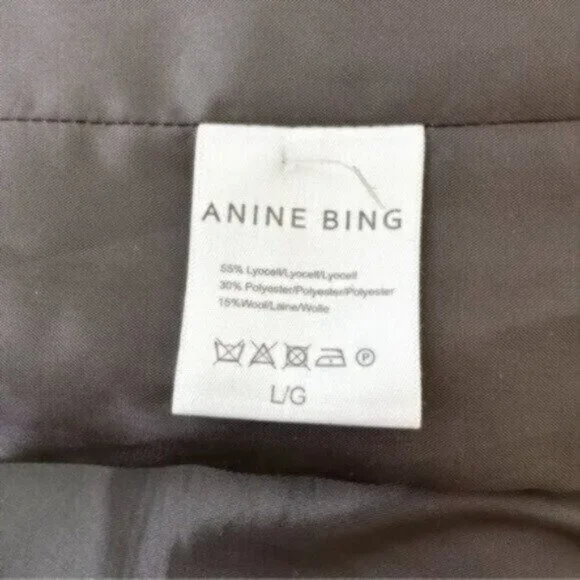 ANINE BING
55% Lyocell/Lyocell/Lyocell
30% Polyester/Polyester/Polyester
15%Wool/Laine/Wolle
P
L/G